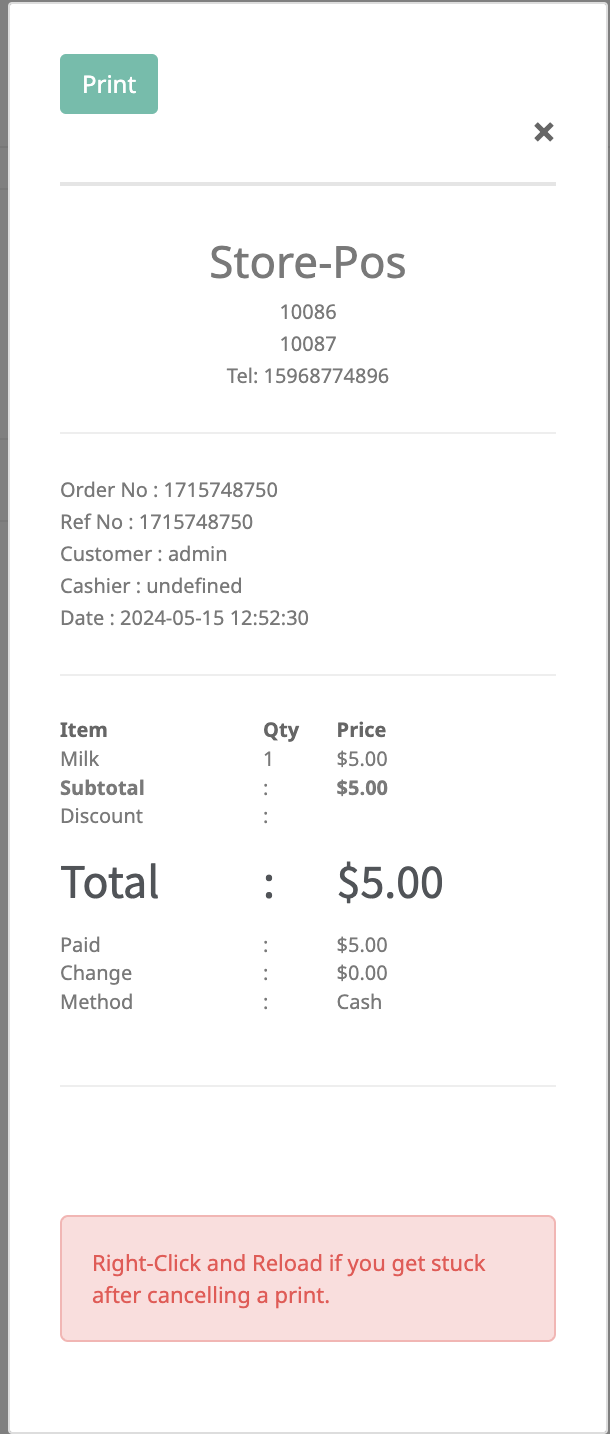 Print
×
Store-Pos
10086
10087
Tel: 15968774896
Order No : 1715748750
Ref No : 1715748750
Customer : admin
Cashier : undefined
Date : 2024-05-15 12:52:30
Item Qty Price
Milk 1 $5.00
Subtotal : $5.00
Discount :
Total : $5.00
Paid : $5.00
Change : $0.00
Method : Cash
Right-Click and Reload if you get stuck
after cancelling a print.